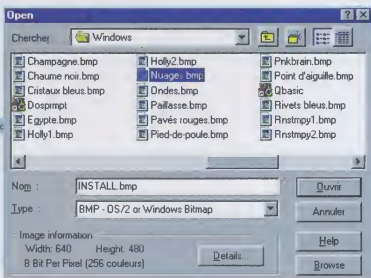 Open
Chercher
Windows
Champagne.bmp
Chaume noir.bmp
Cristaux bleus.bmp
Dosprmpt
Egypte.bmp
Holly1.bmp
Holly2.bmp
Nuages.bmp
Ondes.bmp
Paillasse.bmp
Pavés rouges.bmp
Pied-de-poule.bmp
Pnkbrain.bmp
Point d'aiguille.bmp
Qbasic
Rivets bleus.bmp
Rnstmpy1.bmp
Rnstmpy2.bmp
Nom : INSTALL.bmp
Ouvrir
Type : BMP - OS/2 or Windows Bitmap
Annuler
Image information
Width: 640 Height: 480
8 Bit Per Pixel (256 couleurs)
Details...
Help
Browse